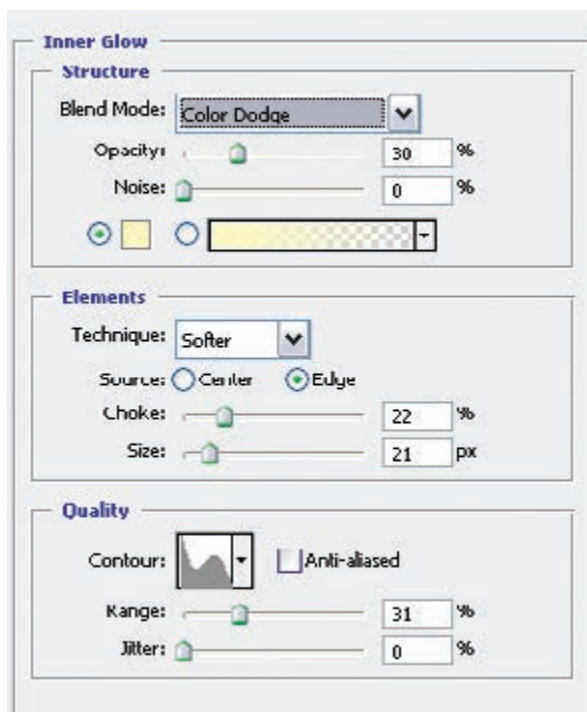 Inner Glow
Structure
Blend Mode: Color Dodge
Opacity: 30 %
Noise: 0 %
Elements
Technique: Softer
Source: Center Edge
Choke: 22 %
Size: 21 px
Quality
Contour: Anti-aliased
Range: 31 %
Jitter: 0 %